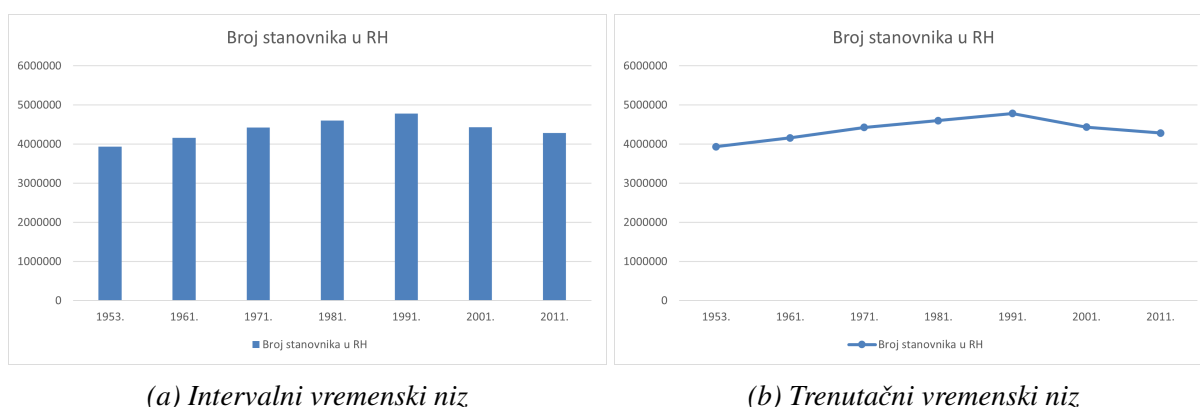 Broj stanovnika u RH
6000000
5000000
4000000
3000000
2000000
1000000
0
1953. 1961. 1971. 1981. 1991. 2001. 2011.
Broj stanovnika u RH
(a) Intervalni vremenski niz
Broj stanovnika u RH
6000000
5000000
4000000
3000000
2000000
1000000
0
1953. 1961. 1971. 1981. 1991. 2001. 2011.
Broj stanovnika u RH
(b) Trenutačni vremenski niz